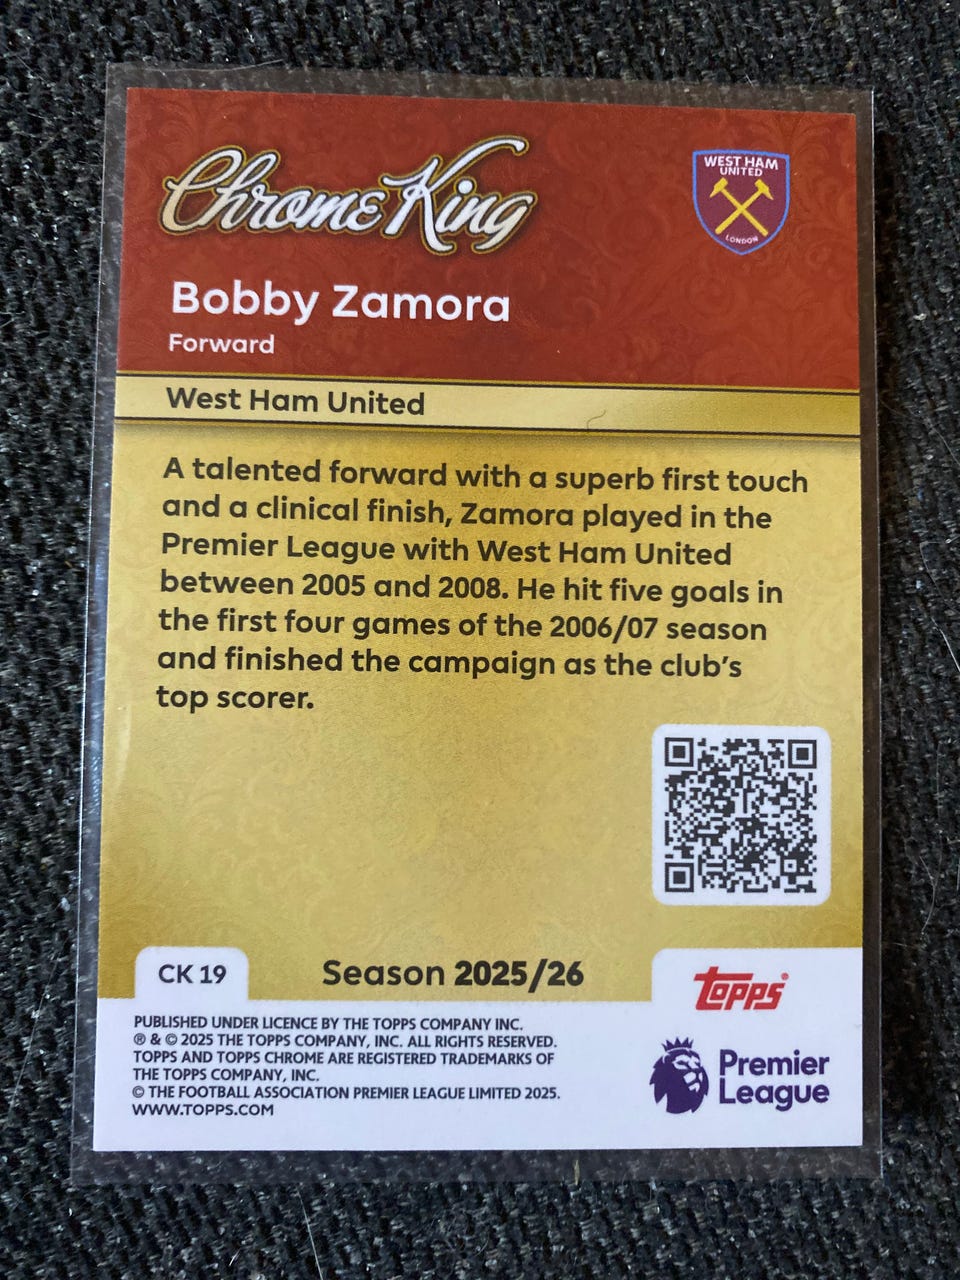 Chrome King
WEST HAM
UNITED
LONDON
Bobby Zamora
Forward
West Ham United
A talented forward with a superb first touch
and a clinical finish, Zamora played in the
Premier League with West Ham United
between 2005 and 2008. He hit five goals in
the first four games of the 2006/07 season
and finished the campaign as the club's
top scorer.
CK 19
Season 2025/26
Topps®
PUBLISHED UNDER LICENCE BY THE TOPPS COMPANY INC.
® & © 2025 THE TOPPS COMPANY, INC. ALL RIGHTS RESERVED.
TOPPS AND TOPPS CHROME ARE REGISTERED TRADEMARKS OF
THE TOPPS COMPANY, INC.
© THE FOOTBALL ASSOCIATION PREMIER LEAGUE LIMITED 2025.
WWW.TOPPS.COM
Premier
League